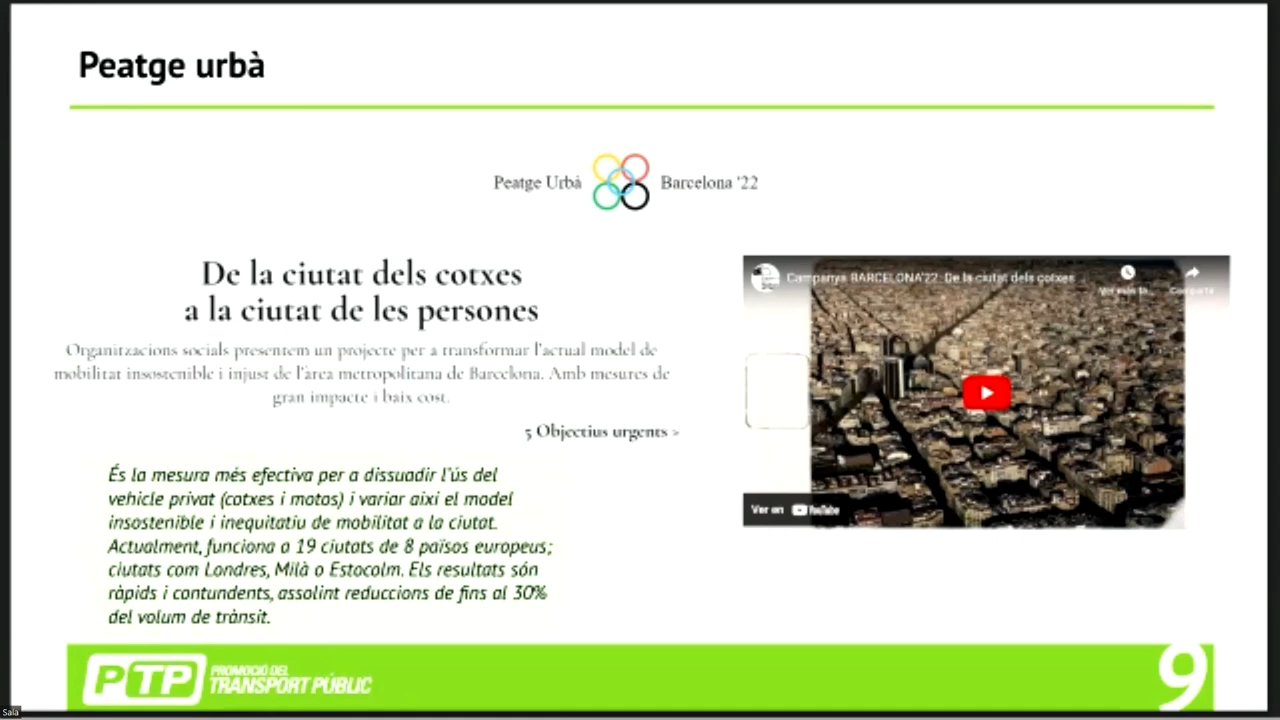 Peatge urbà
Peatge Urbà Barcelona '22
De la ciutat dels cotxes
a la ciutat de les persones
Organitzacions socials presentem un projecte per a transformar l'actual model de
mobilitat insostenible i injust de l'àrea metropolitana de Barcelona. Amb mesures de
gran impacte i baix cost.
5 Objectius urgents >
Campanya BARCELONA'22: De la ciutat dels cotxes
Ver más ta...
Compartir
Ver en YouTube
És la mesura més efectiva per a dissuadir l'ús del
vehicle privat (cotxes i motos) i variar així el model
insostenible i inequitatiu de mobilitat a la ciutat.
Actualment, funciona a 19 ciutats de 8 països europeus;
ciutats com Londres, Milà o Estocolm. Els resultats són
ràpids i contundents, assolint reduccions de fins al 30%
del volum de trànsit.
PTP PROMOCIÓ DEL
TRANSPORT PÚBLIC
9
Sala